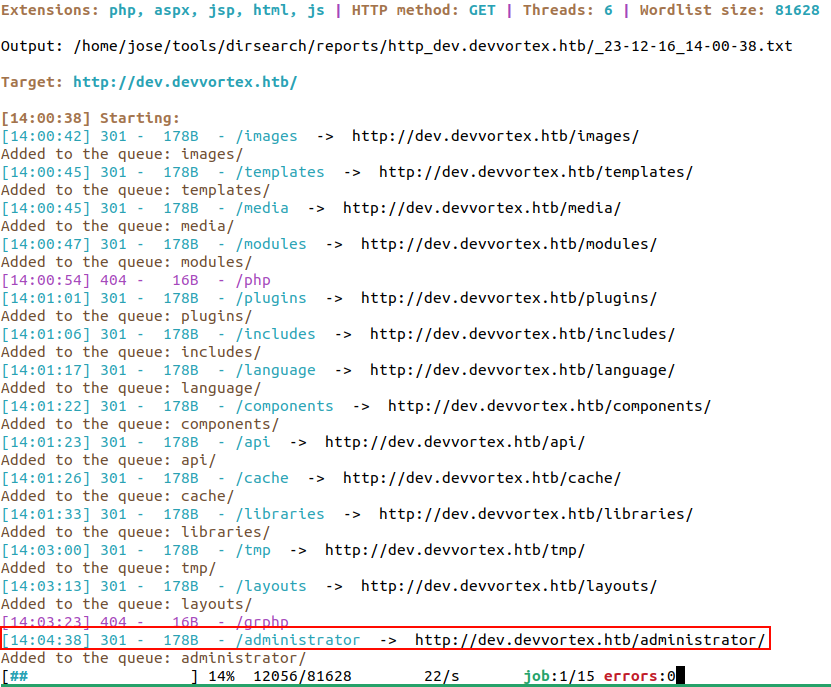 Extensions: php, aspx, jsp, html, js | HTTP method: GET | Threads: 6 | Wordlist size: 81628
Output: /home/jose/tools/dirsearch/reports/http_dev.devvortex.htb/_23-12-16_14-00-38.txt
Target: http://dev.devvortex.htb/
[14:00:38] Starting:
[14:00:42] 301 -  178B  - /images  ->  http://dev.devvortex.htb/images/
Added to the queue: images/
[14:00:45] 301 -  178B  - /templates  ->  http://dev.devvortex.htb/templates/
Added to the queue: templates/
[14:00:45] 301 -  178B  - /media  ->  http://dev.devvortex.htb/media/
Added to the queue: media/
[14:00:47] 301 -  178B  - /modules  ->  http://dev.devvortex.htb/modules/
Added to the queue: modules/
[14:00:54] 404 -   16B  - /php
[14:01:01] 301 -  178B  - /plugins  ->  http://dev.devvortex.htb/plugins/
Added to the queue: plugins/
[14:01:06] 301 -  178B  - /includes  ->  http://dev.devvortex.htb/includes/
Added to the queue: includes/
[14:01:17] 301 -  178B  - /language  ->  http://dev.devvortex.htb/language/
Added to the queue: language/
[14:01:22] 301 -  178B  - /components  ->  http://dev.devvortex.htb/components/
Added to the queue: components/
[14:01:23] 301 -  178B  - /api  ->  http://dev.devvortex.htb/api/
Added to the queue: api/
[14:01:26] 301 -  178B  - /cache  ->  http://dev.devvortex.htb/cache/
Added to the queue: cache/
[14:01:33] 301 -  178B  - /libraries  ->  http://dev.devvortex.htb/libraries/
Added to the queue: libraries/
[14:03:00] 301 -  178B  - /tmp  ->  http://dev.devvortex.htb/tmp/
Added to the queue: tmp/
[14:03:13] 301 -  178B  - /layouts  ->  http://dev.devvortex.htb/layouts/
Added to the queue: layouts/
[14:03:23] 404 -   16B  - /grphp
[14:04:38] 301 -  178B  - /administrator  ->  http://dev.devvortex.htb/administrator/
Added to the queue: administrator/
[##                  ] 14%  12056/81628        22/s       job:1/15 errors:0